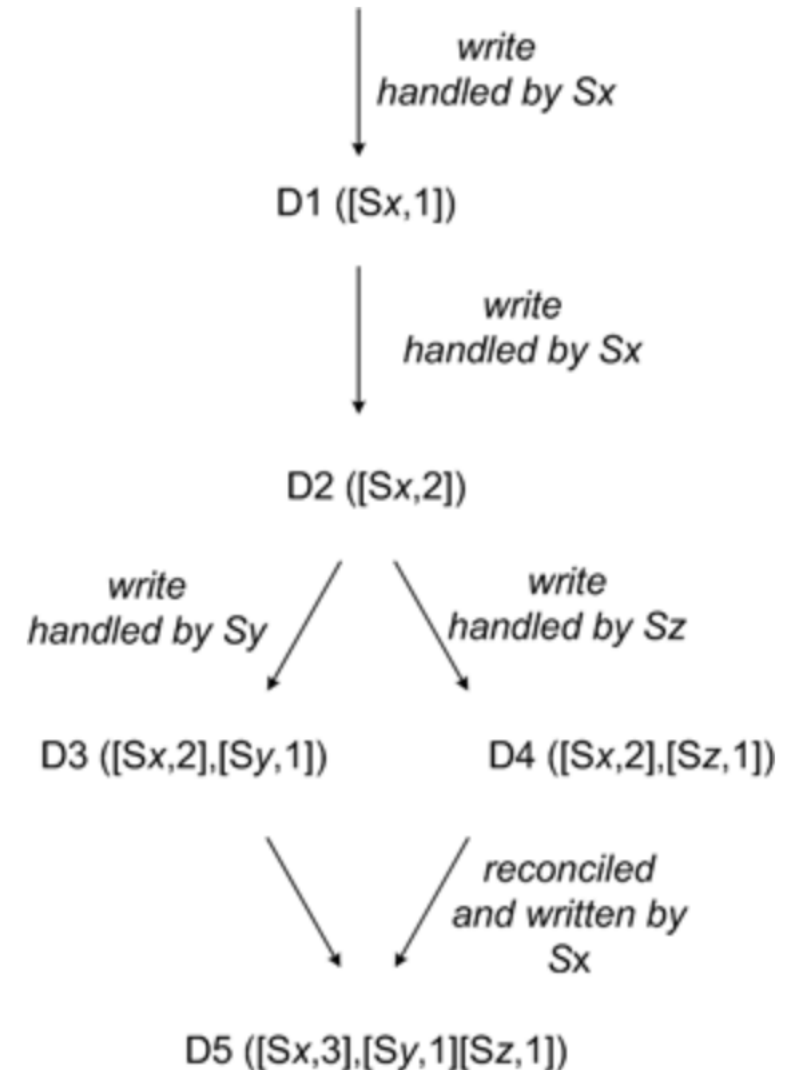 write
handled by Sx
D1 ([Sx,1])
write
handled by Sx
D2 ([Sx,2])
write
handled by Sy
write
handled by Sz
D3 ([Sx,2],[Sy,1])
D4 ([Sx,2],[Sz,1])
reconciled
and written by
Sx
D5 ([Sx,3],[Sy,1][Sz,1])